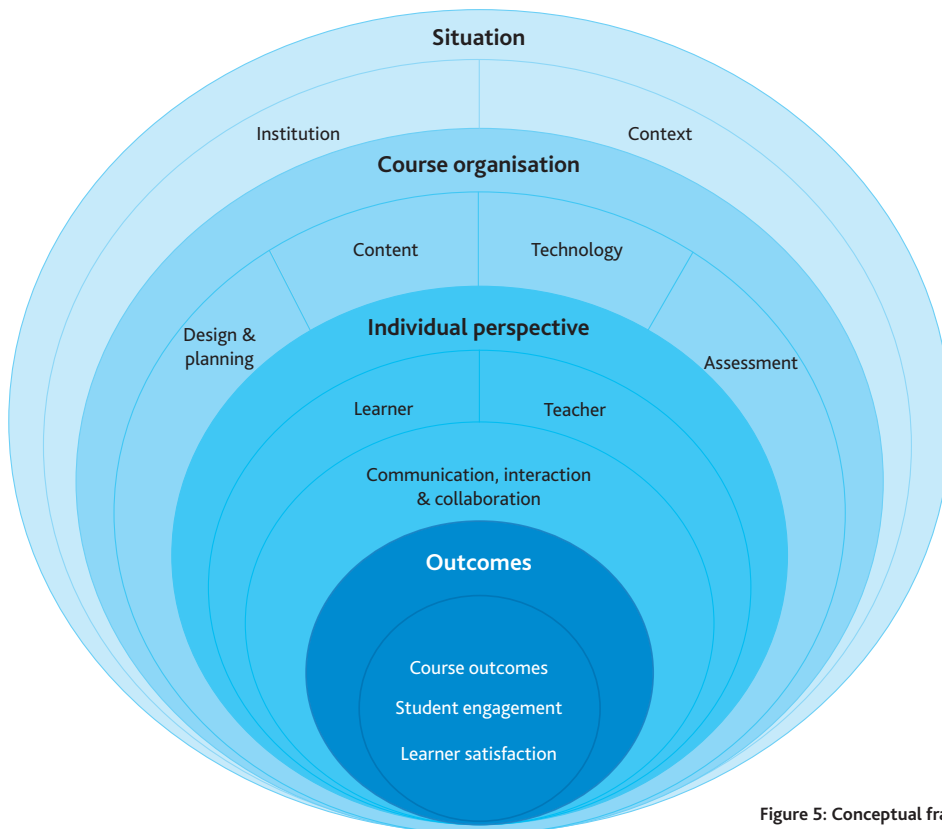 Situation
Institution
Context
Course organisation
Content
Technology
Design &
planning
Assessment
Individual perspective
Learner
Teacher
Communication, interaction
& collaboration
Outcomes
Course outcomes
Student engagement
Learner satisfaction
Figure 5: Conceptual fra